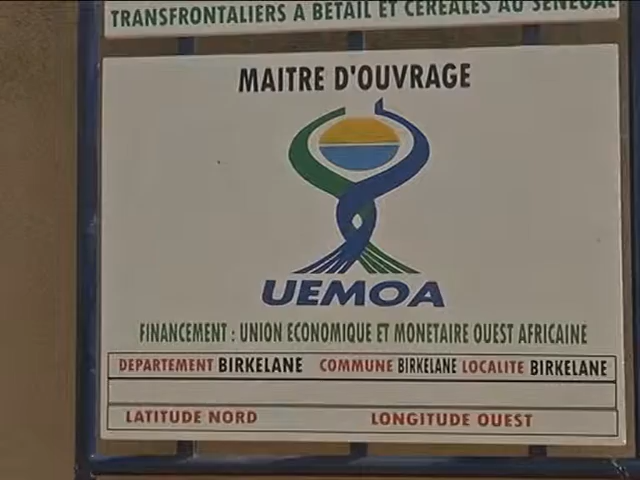 TRANSFRONTALIERS A BETAIL ET CEREALES AU SENEGAL
MAITRE D'OUVRAGE
UEMOA
FINANCEMENT : UNION ECONOMIQUE ET MONETAIRE OUEST AFRICAINE
DEPARTEMENT BIRKELANE COMMUNE BIRKELANE LOCALITE BIRKELANE
LATITUDE NORD LONGITUDE OUEST